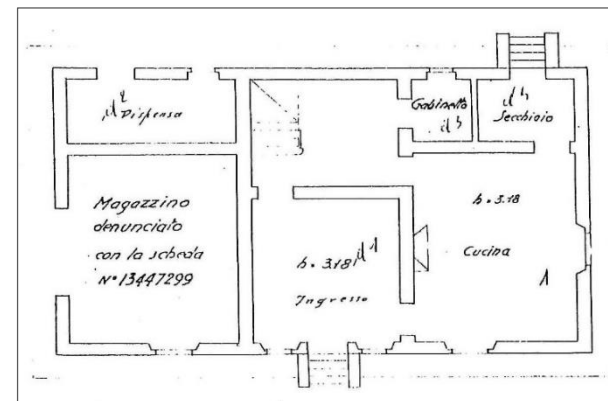 d²
Dispensa
Gabinetto
d³
d⁴
Secchiaio
Magazzino
denunciato
con la scheda
N° 13447299
h. 3.18
d¹
Ingresso
h. 3.18
Cucina
1